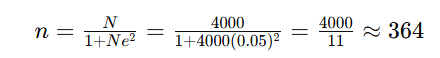 n = N/(1+Ne²) = 4000/(1+4000(0.05)²) = 4000/11 ≈ 364